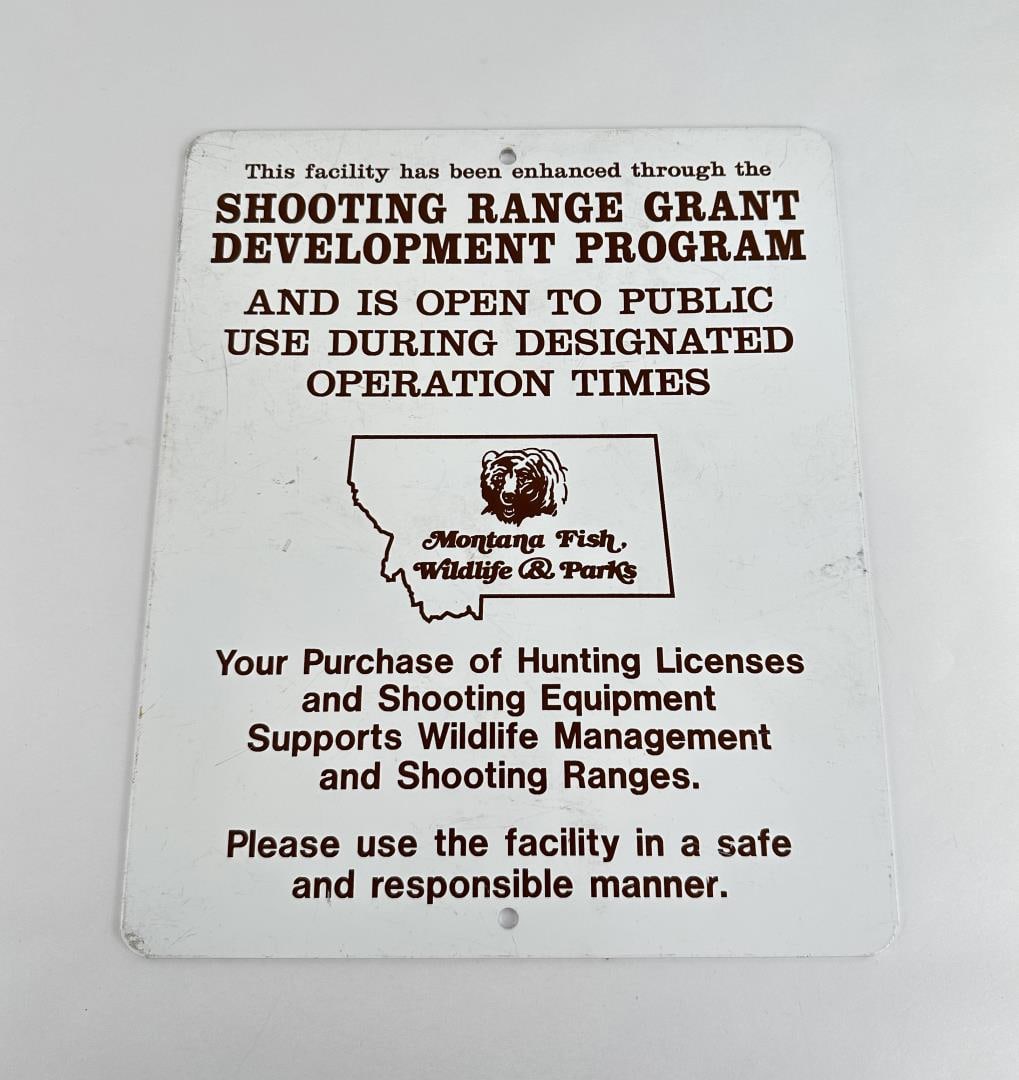 This facility has been enhanced through the
SHOOTING RANGE GRANT
DEVELOPMENT PROGRAM
AND IS OPEN TO PUBLIC
USE DURING DESIGNATED
OPERATION TIMES
Montana Fish,
Wildlife & Parks
Your Purchase of Hunting Licenses
and Shooting Equipment
Supports Wildlife Management
and Shooting Ranges.
Please use the facility in a safe
and responsible manner.